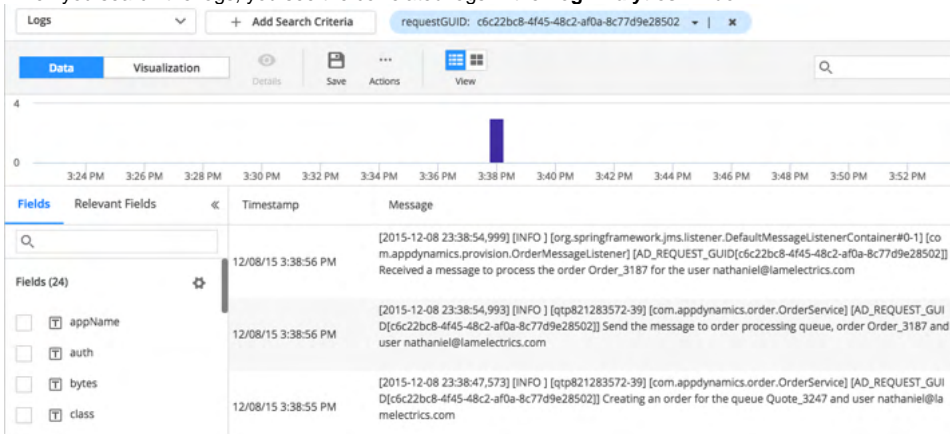 Logs
+ Add Search Criteria
requestGUID: c6c22bc8-4f45-48c2-af0a-8c77d9e28502
Data Visualization
Details Save Actions View
4
0
3:24 PM 3:26 PM 3:28 PM 3:30 PM 3:32 PM 3:34 PM 3:36 PM 3:38 PM 3:40 PM 3:42 PM 3:44 PM 3:46 PM 3:48 PM 3:50 PM 3:52 PM
Fields Relevant Fields « Timestamp Message
Fields (24)
appName
auth
bytes
class
12/08/15 3:38:56 PM
[2015-12-08 23:38:54,999] [INFO ] [org.springframework.jms.listener.DefaultMessageListenerContainer#0-1] [co
m.appdynamics.provision.OrderMessageListener] [AD_REQUEST_GUID[c6c22bc8-4f45-48c2-af0a-8c77d9e28502]]
Received a message to process the order Order_3187 for the user nathaniel@lamelectrics.com
12/08/15 3:38:55 PM
[2015-12-08 23:38:54,993] [INFO ] [qtp821283572-39] [com.appdynamics.order.OrderService] [AD_REQUEST_GUI
D[c6c22bc8-4f45-48c2-af0a-8c77d9e28502]] Send the message to order processing queue, order Order_3187 and
user nathaniel@lamelectrics.com
12/08/15 3:38:55 PM
[2015-12-08 23:38:47,573] [INFO ] [qtp821283572-39] [com.appdynamics.order.OrderService] [AD_REQUEST_GUI
D[c6c22bc8-4f45-48c2-af0a-8c77d9e28502]] Creating an order for the queue Quote_3247 and user nathaniel@la
melectrics.com